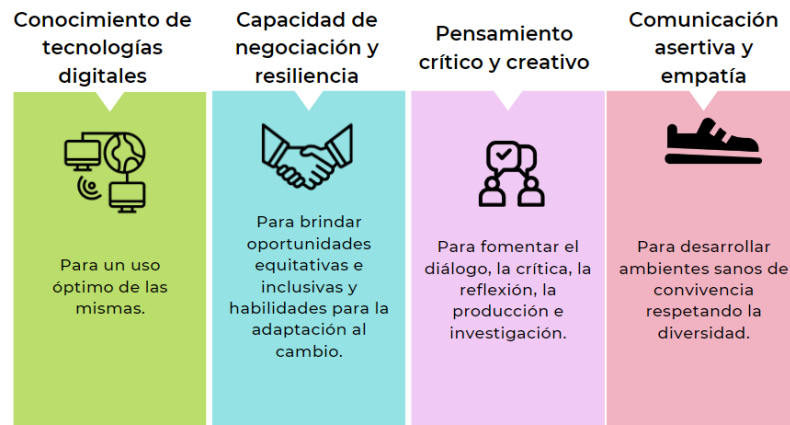 Conocimiento de
tecnologías
digitales
Para un uso
óptimo de las
mismas.
Capacidad de
negociación y
resiliencia
Para brindar
oportunidades
equitativas e
inclusivas y
habilidades para la
adaptación al
cambio.
Pensamiento
crítico y creativo
Para fomentar el
diálogo, la crítica, la
reflexión, la
producción e
investigación.
Comunicación
asertiva y
empatía
Para desarrollar
ambientes sanos de
convivencia
respetando la
diversidad.